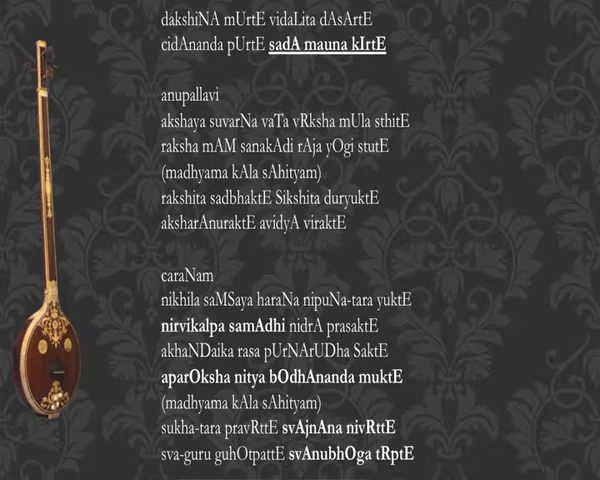 dakshiNA mUrtE vidaLita dAsArtE
cidAnanda pUrtE sadA mauna kIrtE
anupallavi
akshaya suvarNa vaTa vRksha mUla sthitE
raksha mAM sanakAdi rAja yOgi stutE
(madhyama kAla sAhityam)
rakshita sadbhaktE Sikshita duryuktE
aksharAnuraktE avidyA viraktE
caraNam
nikhila saMSaya haraNa nipuNa-tara yuktE
nirvikalpa samAdhi nidrA prasaktE
akhaNDaika rasa pUrNArUDha SaktE
aparOksha nitya bOdhAnanda muktE
(madhyama kAla sAhityam)
sukha-tara pravRttE svAjnAna nivRttE
sva-guru guhOtpattE svAnubhOga tRptE